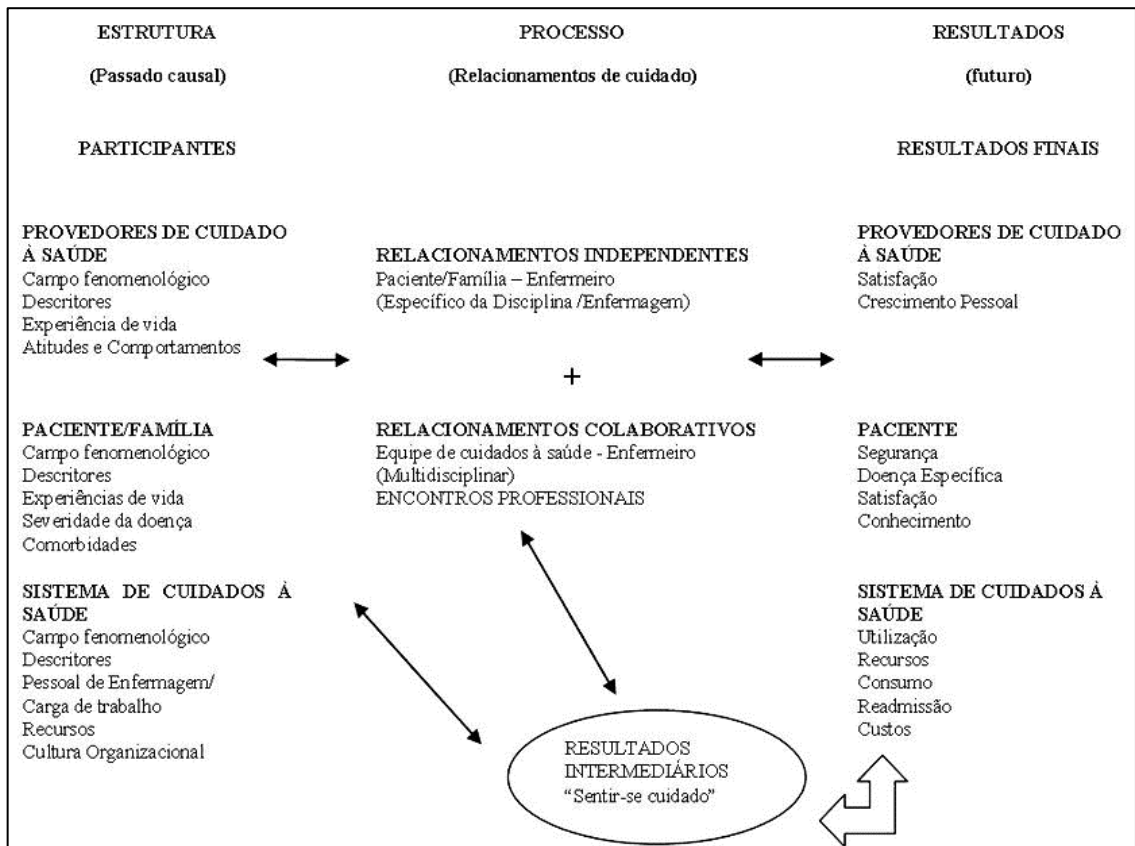 ESTRUTURA
(Passado causal)
PARTICIPANTES
PROVEDORES DE CUIDADO
À SAÚDE
Campo fenomenológico
Descritores
Experiência de vida
Atitudes e Comportamentos
PACIENTE/FAMÍLIA
Campo fenomenológico
Descritores
Experiências de vida
Severidade da doença
Comorbidades
SISTEMA DE CUIDADOS À
SAÚDE
Campo fenomenológico
Descritores
Pessoal de Enfermagem/
Carga de trabalho
Recursos
Cultura Organizacional
PROCESSO
(Relacionamentos de cuidado)
RELACIONAMENTOS INDEPENDENTES
Paciente/Família – Enfermeiro
(Específico da Disciplina /Enfermagem)
+
RELACIONAMENTOS COLABORATIVOS
Equipe de cuidados à saúde - Enfermeiro
(Multidisciplinar)
ENCONTROS PROFESSIONAIS
RESULTADOS
INTERMEDIÁRIOS
“Sentir-se cuidado”
RESULTADOS
(futuro)
RESULTADOS FINAIS
PROVEDORES DE CUIDADO
À SAÚDE
Satisfação
Crescimento Pessoal
PACIENTE
Segurança
Doença Específica
Satisfação
Conhecimento
SISTEMA DE CUIDADOS À
SAÚDE
Utilização
Recursos
Consumo
Readmissão
Custos